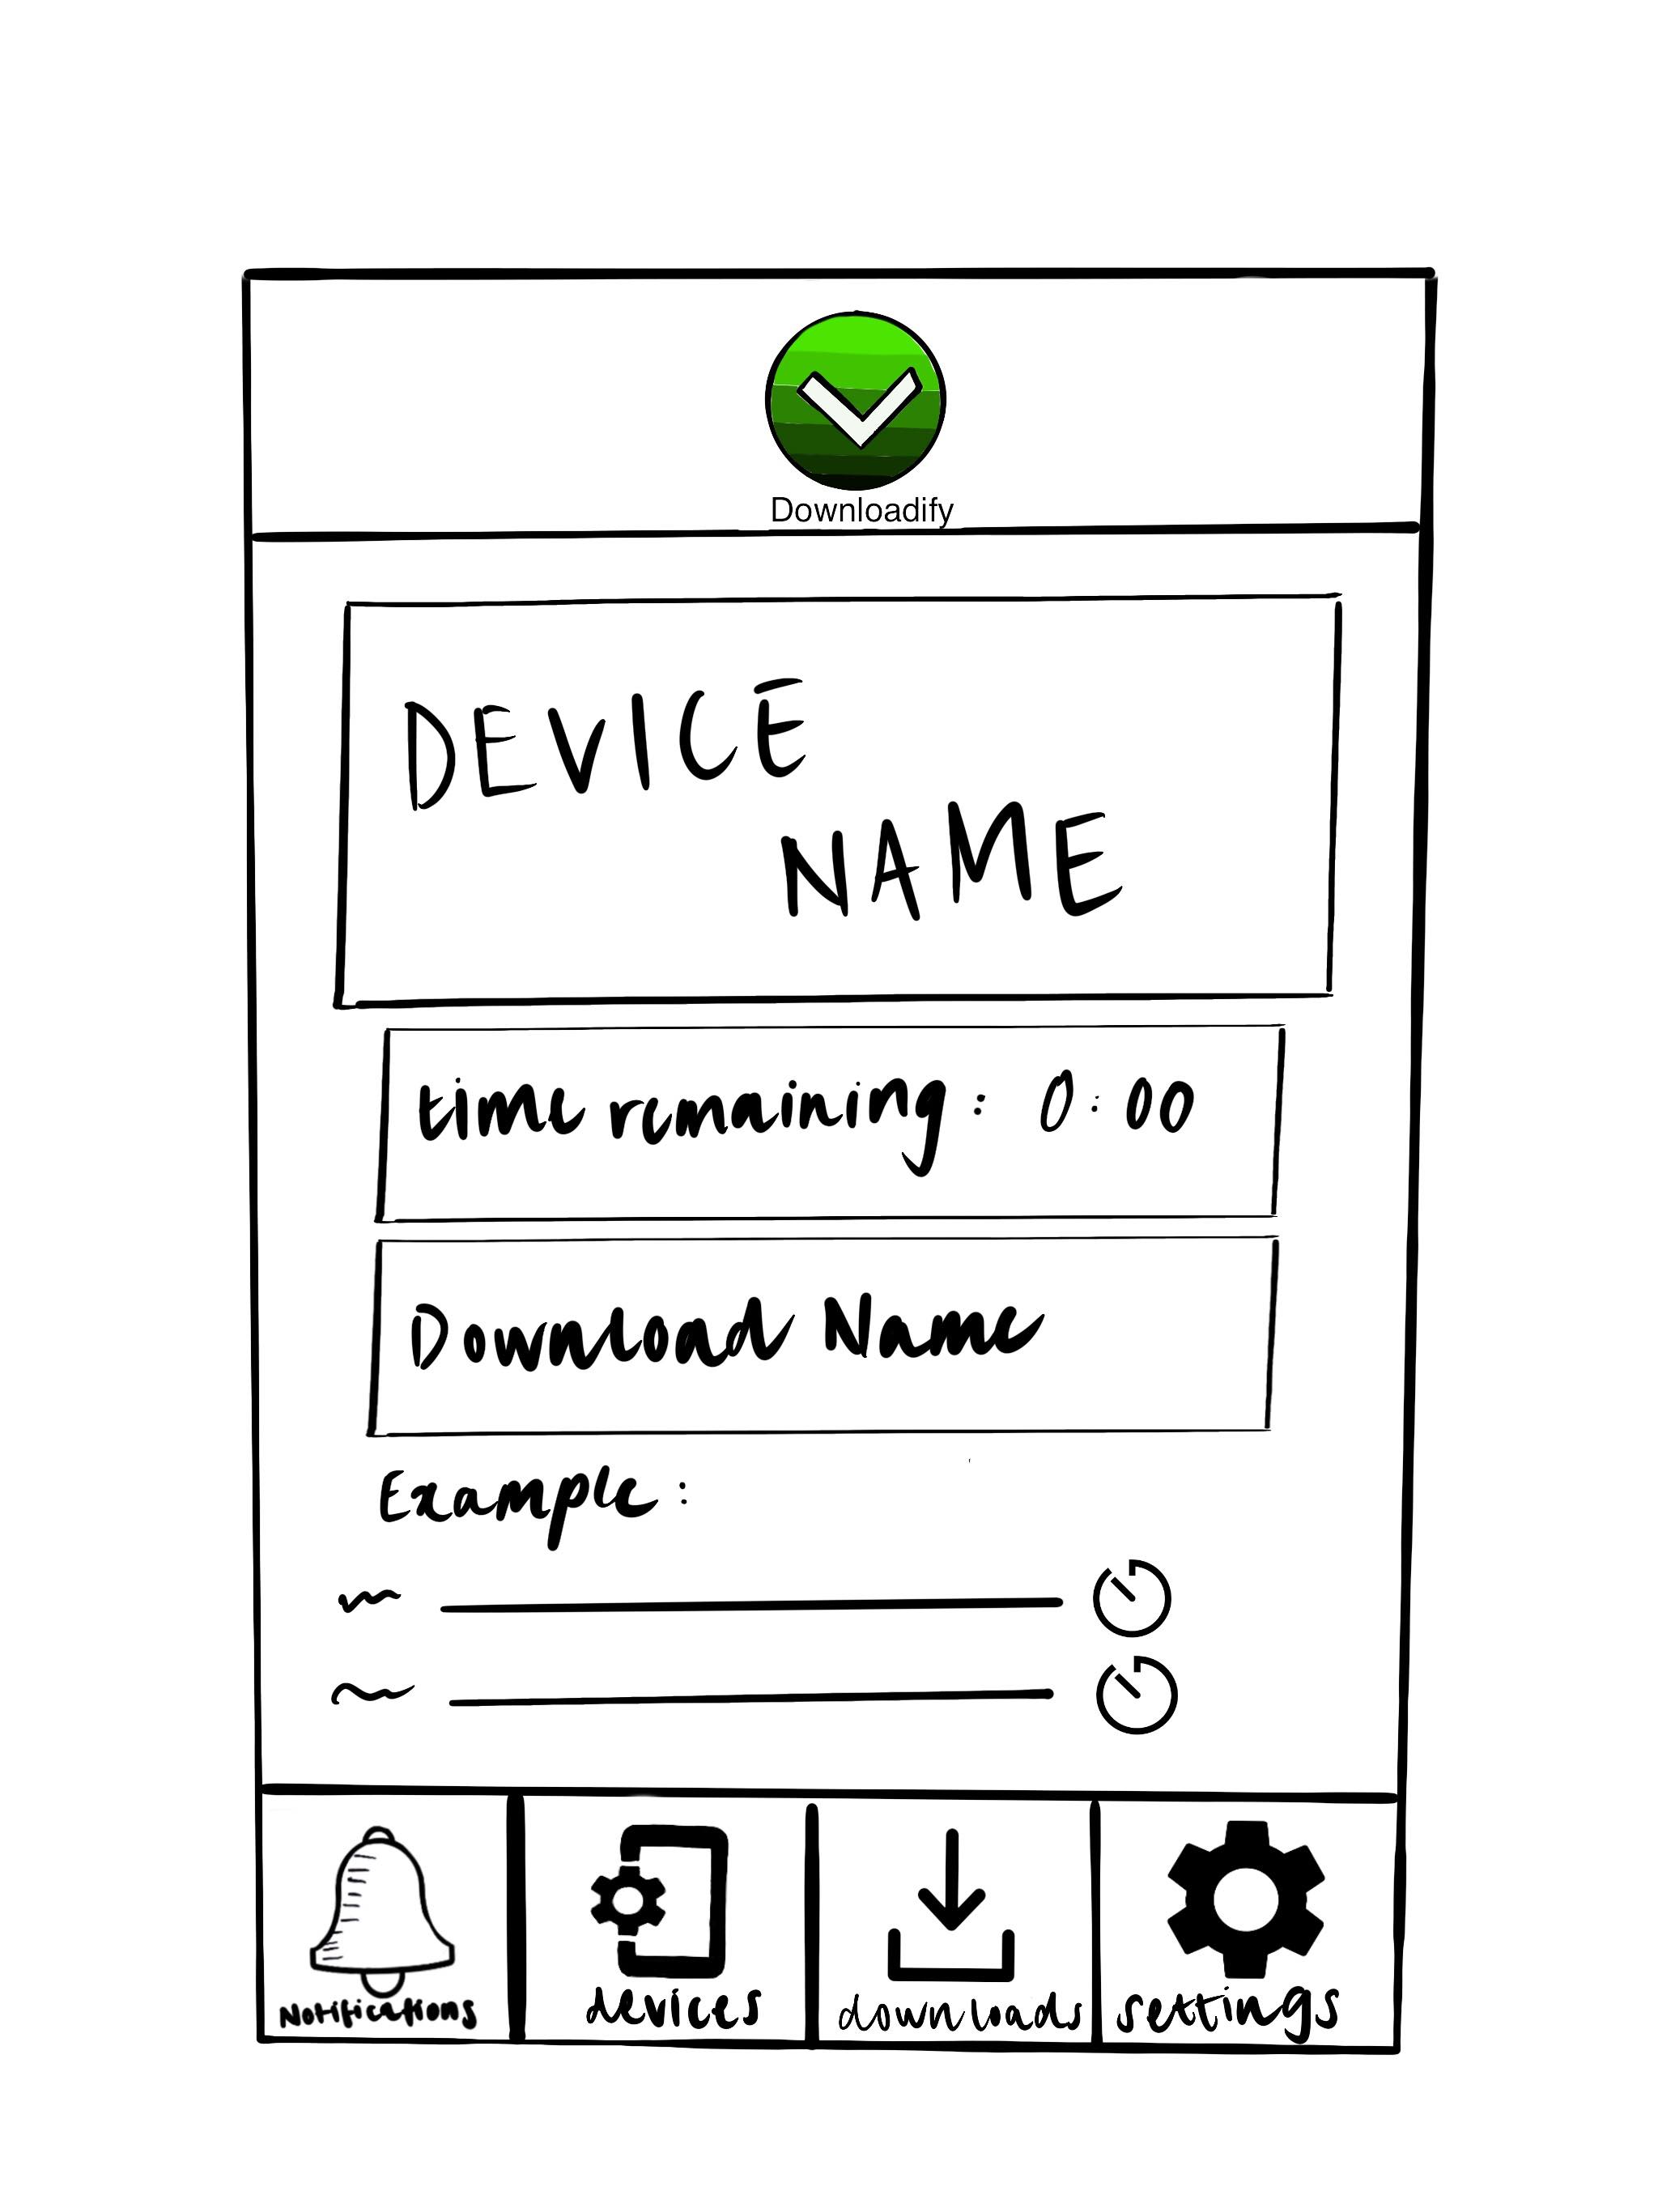 Downloadify
DEVICE
NAME
time remaining: 0:00
Download Name
Example:
Notifications
devices
downloads
settings